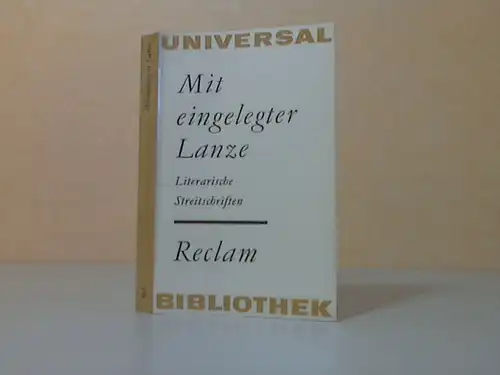 UNIVERSAL
Mit
eingelegter
Lanze
Literarische
Streitschriften
Reclam
BIBLIOTHEK